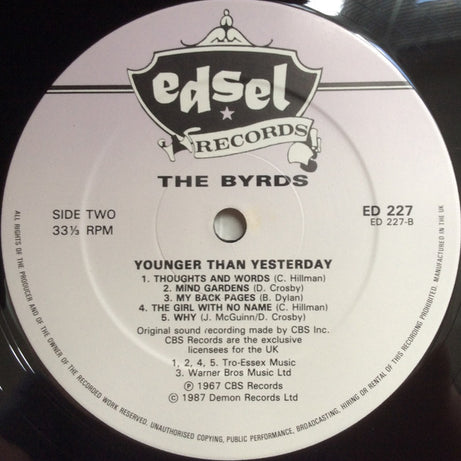 edsel
RECORDS
THE BYRDS
SIDE TWO
33⅓ RPM
ED 227
ED 227-B
YOUNGER THAN YESTERDAY
1. THOUGHTS AND WORDS (C. Hillman)
2. MIND GARDENS (D. Crosby)
3. MY BACK PAGES (B. Dylan)
4. THE GIRL WITH NO NAME (C. Hillman)
5. WHY (J. McGuinn/D. Crosby)
Original sound recording made by CBS Inc.
CBS Records are the exclusive
licensees for the UK
1, 2, 4, 5. Tro-Essex Music
3. Warner Bros Music Ltd
Ⓟ 1967 CBS Records
© 1987 Demon Records Ltd
ALL RIGHTS OF THE PRODUCER AND OF THE OWNER OF THE RECORDED WORK RESERVED. UNAUTHORISED COPYING, PUBLIC PERFORMANCE, BROADCASTING, HIRING OR RENTAL OF THIS RECORDING PROHIBITED. MANUFACTURED IN THE UK